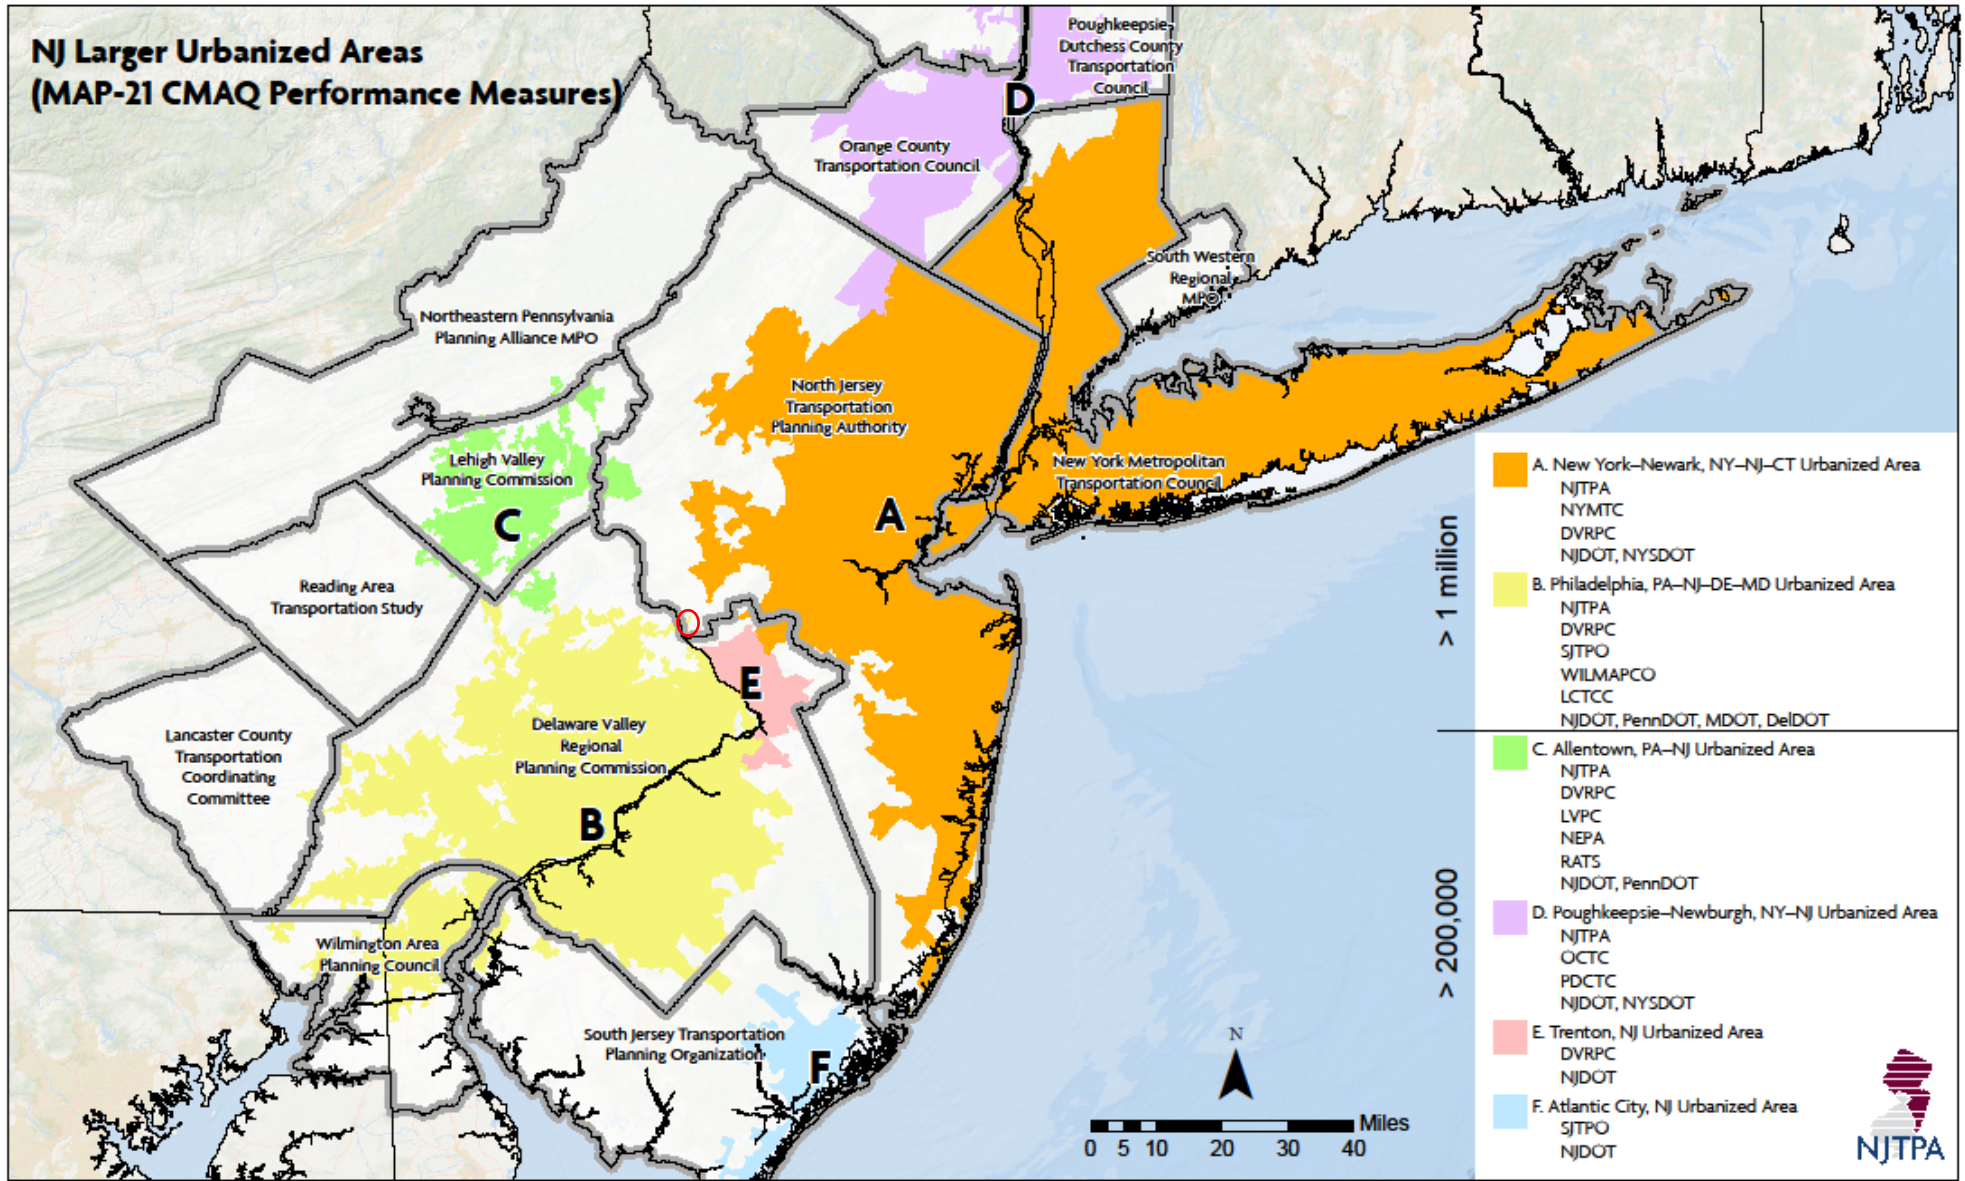 NJ Larger Urbanized Areas
(MAP-21 CMAQ Performance Measures)
Poughkeepsie-
Dutchess County
Transportation
Council
D
Orange County
Transportation Council
South Western
Regional
MPO
Northeastern Pennsylvania
Planning Alliance MPO
North Jersey
Transportation
Planning Authority
Lehigh Valley
Planning Commission
C
New York Metropolitan
Transportation Council
A
Reading Area
Transportation Study
E
Lancaster County
Transportation
Coordinating
Committee
Delaware Valley
Regional
Planning Commission
B
Wilmington Area
Planning Council
South Jersey Transportation
Planning Organization
F
N
0 5 10 20 30 40 Miles
> 1 million
A. New York–Newark, NY–NJ–CT Urbanized Area
NJTPA
NYMTC
DVRPC
NJDOT, NYSDOT
B. Philadelphia, PA–NJ–DE–MD Urbanized Area
NJTPA
DVRPC
SJTPO
WILMAPCO
LCTCC
NJDOT, PennDOT, MDOT, DelDOT
> 200,000
C. Allentown, PA–NJ Urbanized Area
NJTPA
DVRPC
LVPC
NEPA
RATS
NJDOT, PennDOT
D. Poughkeepsie–Newburgh, NY–NJ Urbanized Area
NJTPA
OCTC
PDCTC
NJDOT, NYSDOT
E. Trenton, NJ Urbanized Area
DVRPC
NJDOT
F. Atlantic City, NJ Urbanized Area
SJTPO
NJDOT
NJTPA